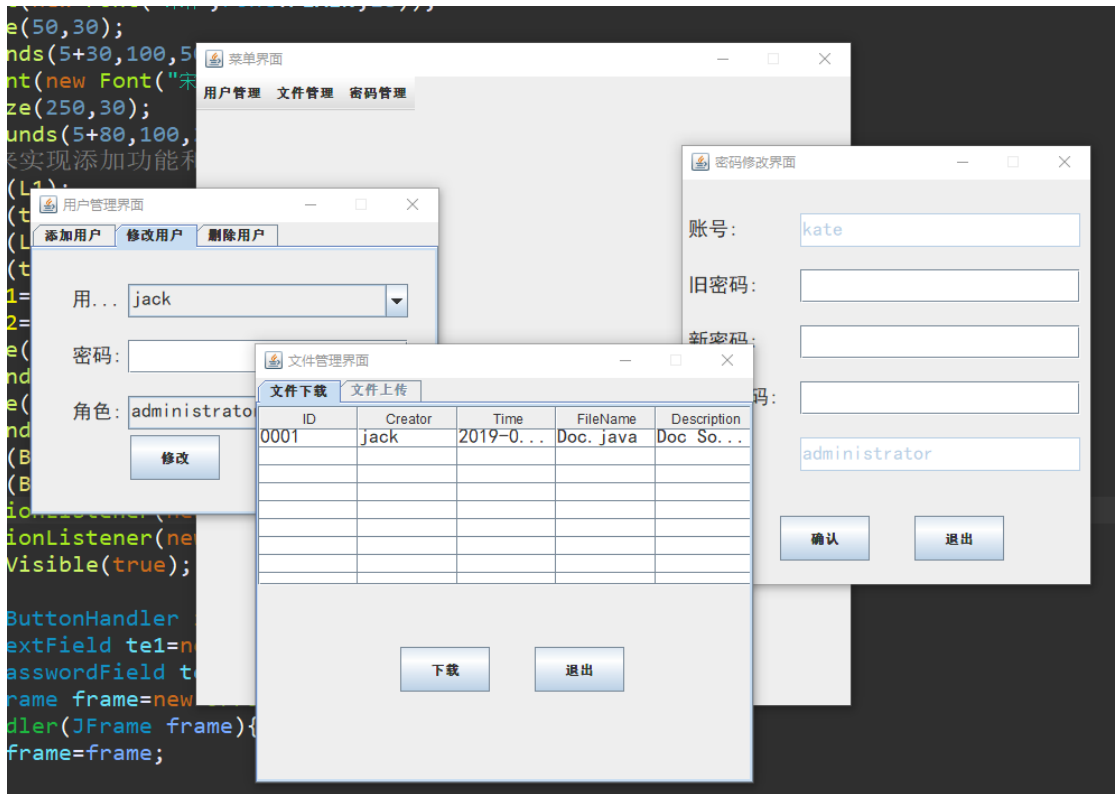 e(50,30);
nds(5+30,100,50
nt(new Font("宋
ze(250,30);
unds(5+80,100,
来实现添加功能和
(L1);
(t
(L
(t
1=
2=
e(
nd
e(
nd
(B
(B
ionListener(ne
ionListener(new
Visible(true);
ButtonHandler
extField te1=n
asswordField t
rame frame=new
dler(JFrame frame){
frame=frame;
菜单界面
用户管理 文件管理 密码管理
用户管理界面
添加用户 修改用户 删除用户
用... jack
密码:
角色: administrator
修改
密码修改界面
账号: kate
旧密码:
新密码:
码:
administrator
确认 退出
文件管理界面
文件下载 文件上传
ID Creator Time FileName Description
0001 jack 2019-0... Doc.java Doc So...
下载 退出